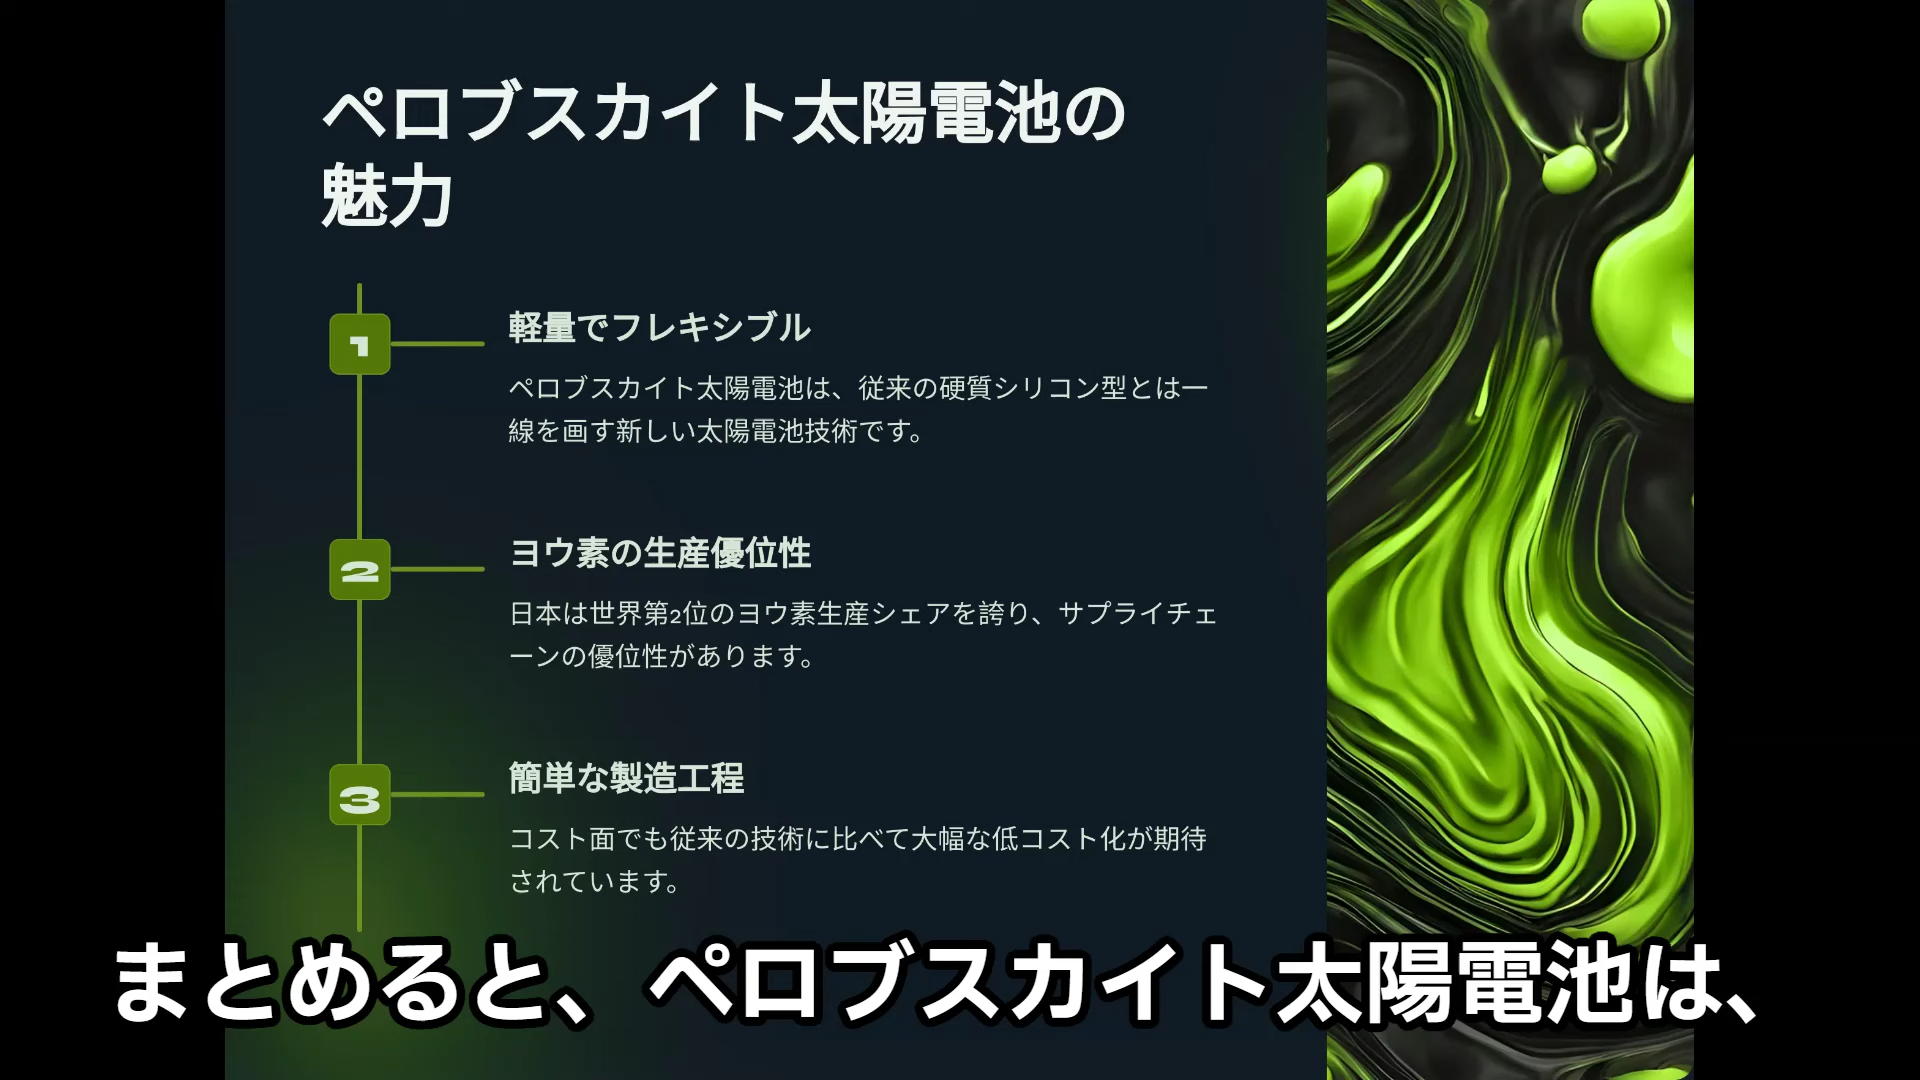 ペロブスカイト太陽電池の
魅力
1
軽量でフレキシブル
ペロブスカイト太陽電池は、従来の硬質シリコン型とは一
線を画す新しい太陽電池技術です。
2
ヨウ素の生産優位性
日本は世界第2位のヨウ素生産シェアを誇り、サプライチェ
ーンの優位性があります。
3
簡単な製造工程
コスト面でも従来の技術に比べて大幅な低コスト化が期待
されています。
まとめると、ペロブスカイト太陽電池は、